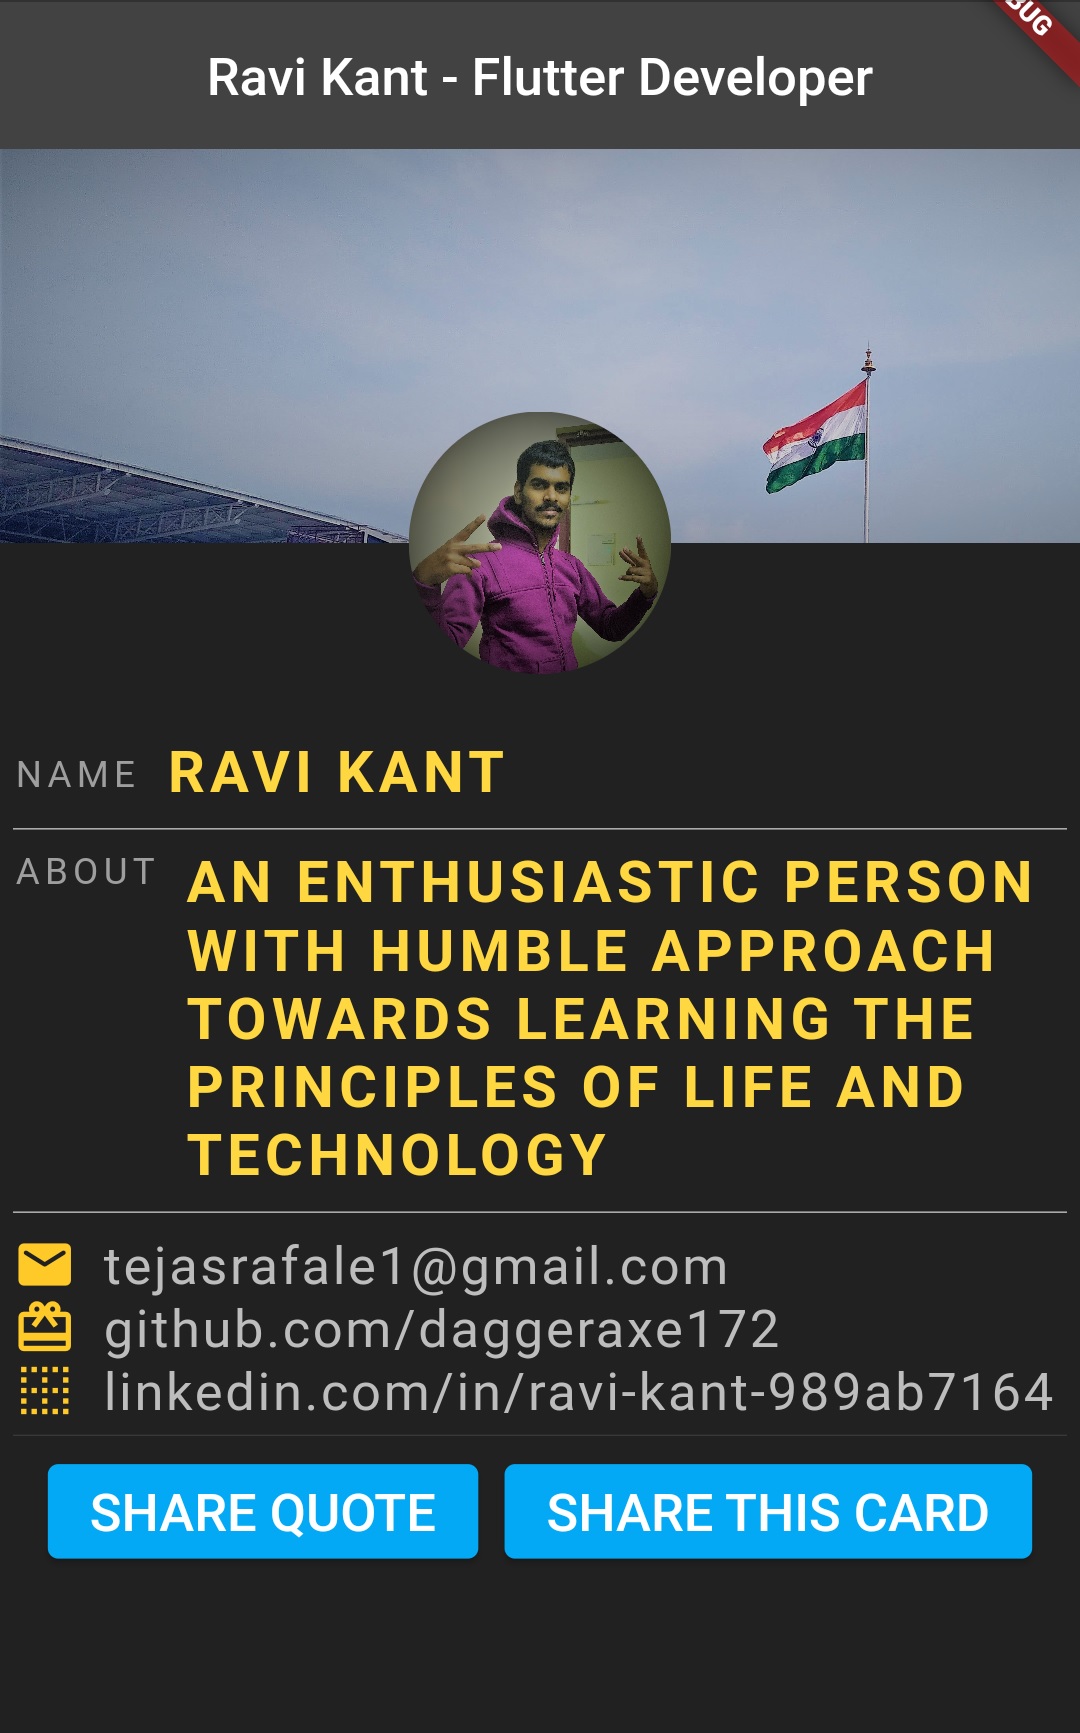 BUG
Ravi Kant - Flutter Developer
NAME RAVI KANT
ABOUT AN ENTHUSIASTIC PERSON
WITH HUMBLE APPROACH
TOWARDS LEARNING THE
PRINCIPLES OF LIFE AND
TECHNOLOGY
tejasrafale1@gmail.com
github.com/daggeraxe172
linkedin.com/in/ravi-kant-989ab7164
SHARE QUOTE SHARE THIS CARD